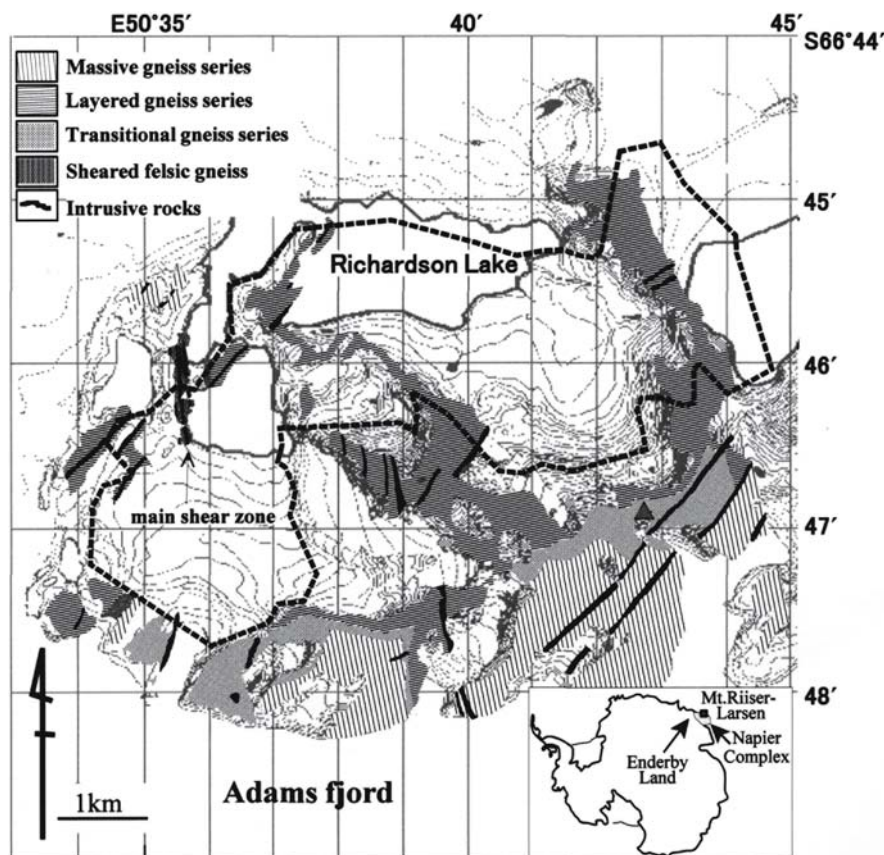 E50°35′ 40′ 45′
S66°44′
Massive gneiss series
Layered gneiss series
Transitional gneiss series
Sheared felsic gneiss
Intrusive rocks
45′
Richardson Lake
46′
main shear zone
47′
48′
Mt.Riiser-
Larsen
Napier
Complex
Enderby
Land
Adams fjord
1km